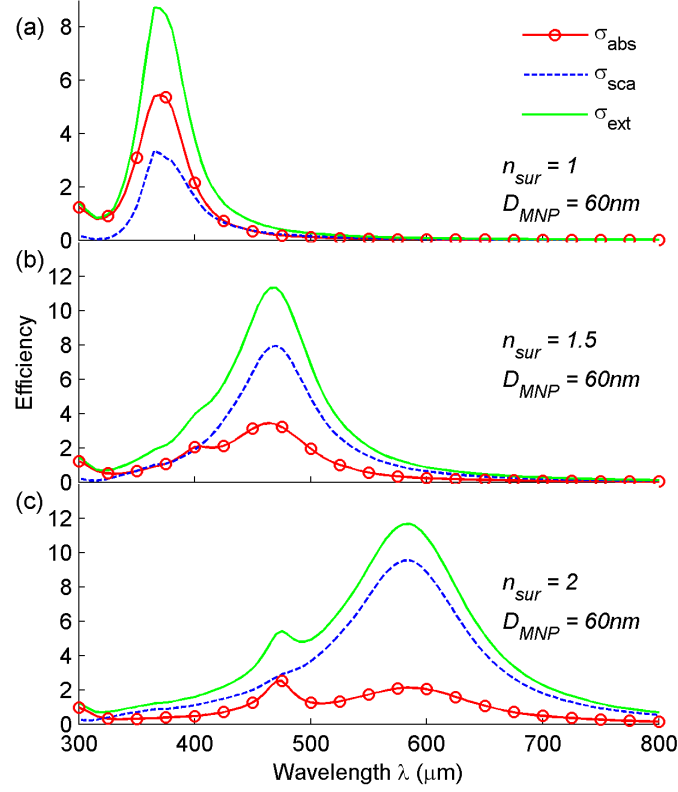 (a)
8
6
4
2
0
σabs
σsca
σext
nsur = 1
DMNP = 60nm
(b)
12
10
8
6
4
2
0
Efficiency
nsur = 1.5
DMNP = 60nm
(c)
12
10
8
6
4
2
0
nsur = 2
DMNP = 60nm
300 400 500 600 700 800
Wavelength λ (μm)